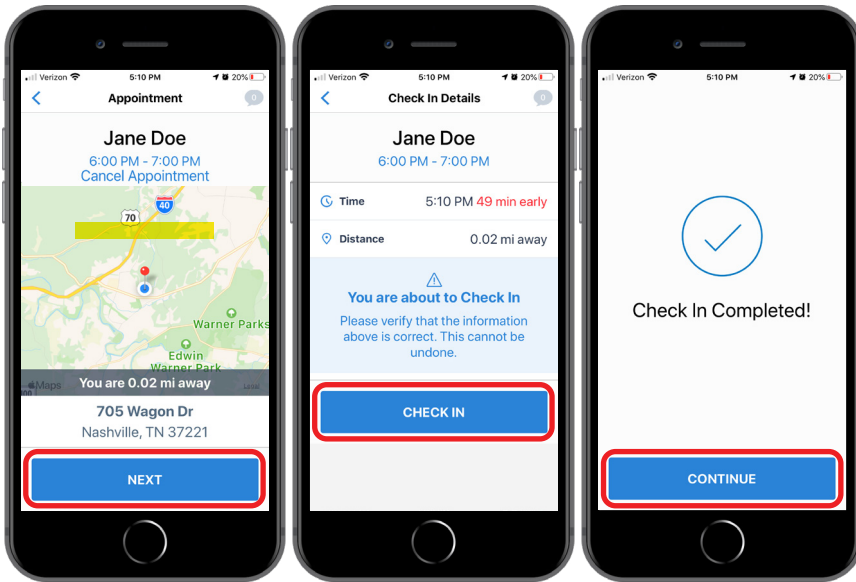 Verizon 5:10 PM 20%
Appointment 0
Jane Doe
6:00 PM - 7:00 PM
Cancel Appointment
40
70
Warner Parks
Edwin
Warner Park
Maps You are 0.02 mi away Legal
100
705 Wagon Dr
Nashville, TN 37221
NEXT
Verizon 5:10 PM 20%
Check In Details 0
Jane Doe
6:00 PM - 7:00 PM
Time 5:10 PM 49 min early
Distance 0.02 mi away
You are about to Check In
Please verify that the information
above is correct. This cannot be
undone.
CHECK IN
Verizon 5:10 PM 20%
Check In Completed!
CONTINUE